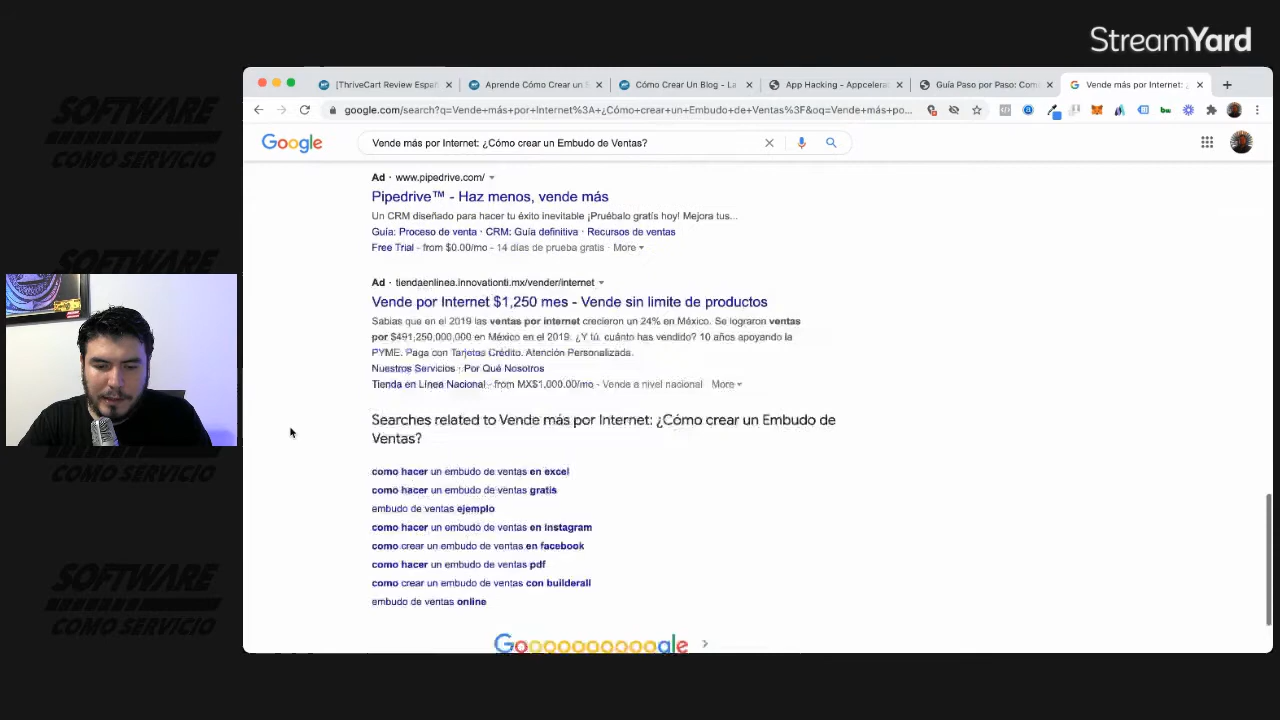 StreamYard
SOFTWARE
COMO SERVICIO
[ThriveCart Review Españ
Aprende Cómo Crear un
Cómo Crear Un Blog - La
App Hacking - Appcelera
Guía Paso por Paso: Com
Vende más por Internet: ¿
google.com/search?q=Vende+más+por+Internet%3A+¿Cómo+crear+un+Embudo+de+Ventas%3F&oq=Vende+más+po...
Google
Vende más por Internet: ¿Cómo crear un Embudo de Ventas?
Ad · www.pipedrive.com/
Pipedrive™ - Haz menos, vende más
Un CRM diseñado para hacer tu éxito inevitable ¡Pruébalo gratis hoy! Mejora tus...
Guía: Proceso de venta · CRM: Guía definitiva · Recursos de ventas
Free Trial - from $0.00/mo - 14 días de prueba gratis · More
Ad · tiendaenlinea.innovationti.mx/vender/internet
Vende por Internet $1,250 mes - Vende sin limite de productos
Sabias que en el 2019 las ventas por internet crecieron un 24% en México. Se lograron ventas
por $491,250,000,000 en México en el 2019. ¿Y tú, cuánto has vendido? 10 años apoyando la
PYME. Paga con Tarjetas Crédito. Atención Personalizada.
Nuestros Servicios · Por Qué Nosotros
Tienda en Línea Nacional - from MX$1,000.00/mo - Vende a nivel nacional More
Searches related to Vende más por Internet: ¿Cómo crear un Embudo de
Ventas?
como hacer un embudo de ventas en excel
como hacer un embudo de ventas gratis
embudo de ventas ejemplo
como hacer un embudo de ventas en instagram
como crear un embudo de ventas en facebook
como hacer un embudo de ventas pdf
como crear un embudo de ventas con builderall
embudo de ventas online
Goooooooooogle
COMO SERVICIO
SOFTWARE
COMO SERVICIO